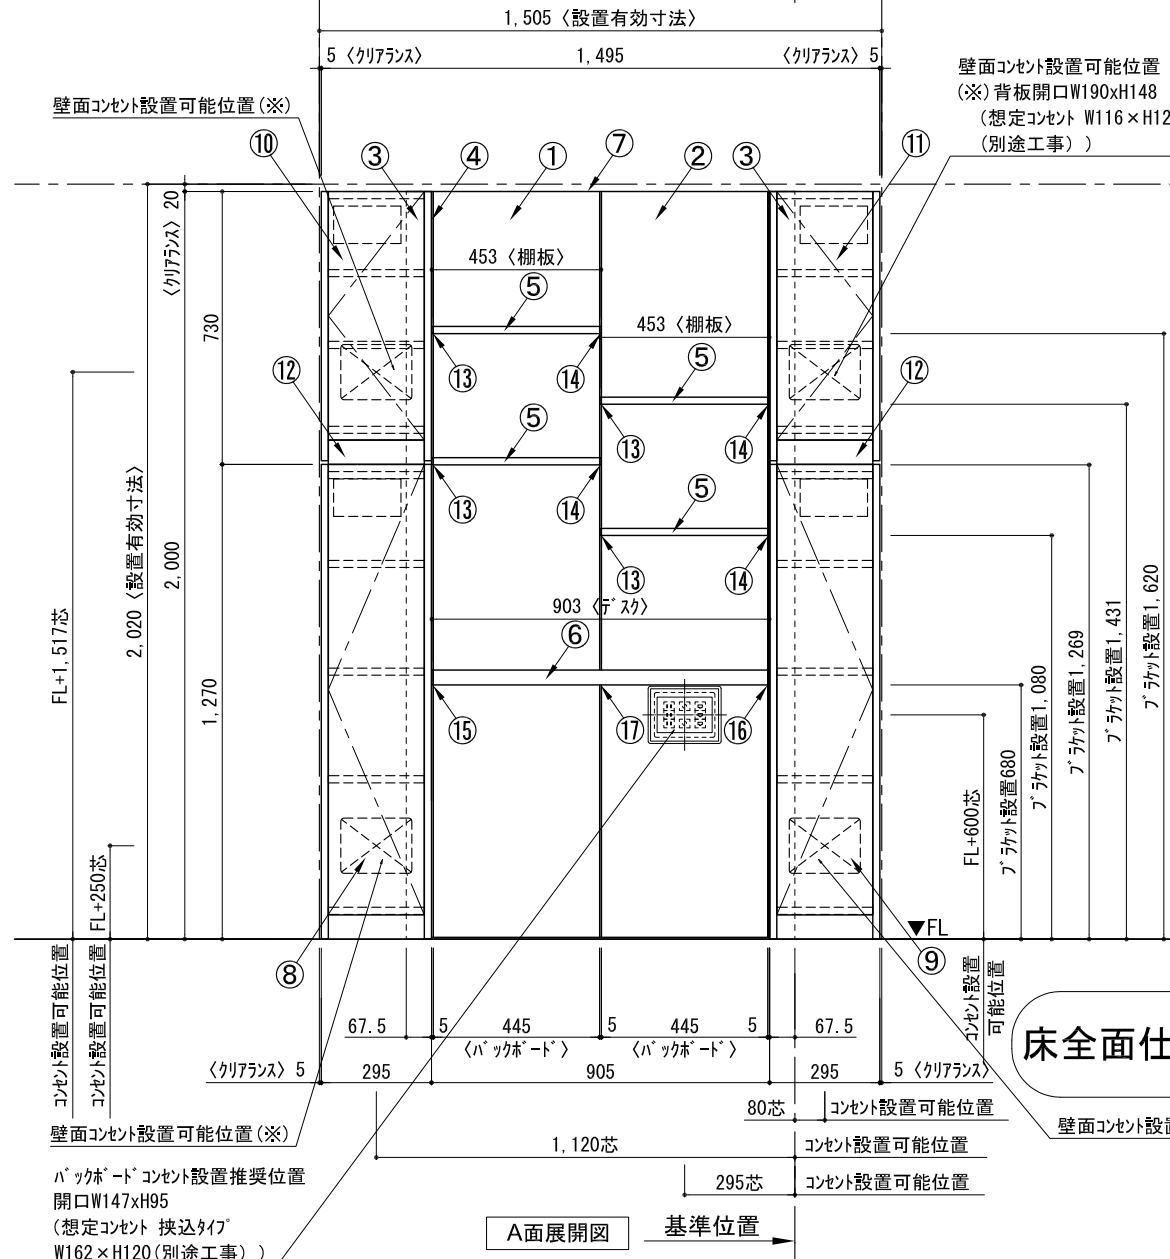 1,505〈設置有効寸法〉
5〈ｸﾘｱﾗﾝｽ〉
1,495
〈ｸﾘｱﾗﾝｽ〉5
壁面ｺﾝｾﾝﾄ設置可能位置(※)
壁面ｺﾝｾﾝﾄ設置可能位置
(※)背板開口W190xH148
(想定ｺﾝｾﾝﾄ W116×H12
(別途工事))
⑩
③
④
①
⑦
②
③
⑪
〈ｸﾘｱﾗﾝｽ〉20
453〈棚板〉
⑤
730
453〈棚板〉
⑫
⑬
⑭
⑤
⑫
⑤
⑬
⑭
⑬
⑭
⑤
2,020〈設置有効寸法〉
2,000
⑬
⑭
903〈ﾃﾞｽｸ〉
⑥
FL+1,517芯
1,270
⑮
⑰
⑯
ﾌﾞﾗｹｯﾄ設置1,620
ﾌﾞﾗｹｯﾄ設置1,431
ﾌﾞﾗｹｯﾄ設置1,269
ﾌﾞﾗｹｯﾄ設置1,080
ﾌﾞﾗｹｯﾄ設置680
FL+600芯
FL+250芯
▼FL
⑧
⑨
ｺﾝｾﾝﾄ設置可能位置
ｺﾝｾﾝﾄ設置可能位置
ｺﾝｾﾝﾄ設置
可能位置
67.5
5
445
5
445
5
67.5
〈ﾊﾞｯｸﾎﾞｰﾄﾞ〉
〈ﾊﾞｯｸﾎﾞｰﾄﾞ〉
〈ｸﾘｱﾗﾝｽ〉5
295
905
295
5〈ｸﾘｱﾗﾝｽ〉
床全面仕
80芯
ｺﾝｾﾝﾄ設置可能位置
壁面ｺﾝｾﾝﾄ設置
壁面ｺﾝｾﾝﾄ設置可能位置(※)
1,120芯
ｺﾝｾﾝﾄ設置可能位置
295芯
ｺﾝｾﾝﾄ設置可能位置
ﾊﾞｯｸﾎﾞｰﾄﾞｺﾝｾﾝﾄ設置推奨位置
開口W147xH95
(想定ｺﾝｾﾝﾄ 挟込ﾀｲﾌﾟ
W162×H120(別途工事))
A面展開図
基準位置